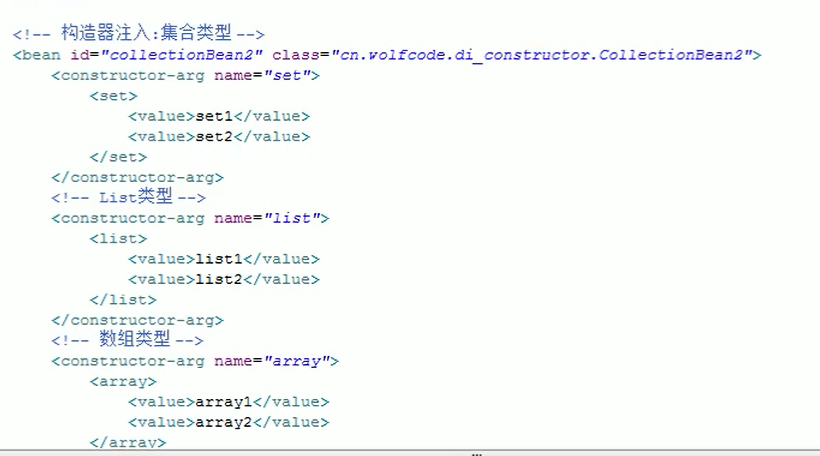 <!-- 构造器注入:集合类型 -->
<bean id="collectionBean2" class="cn.wolfcode.di_constructor.CollectionBean2">
<constructor-arg name="set">
<set>
<value>set1</value>
<value>set2</value>
</set>
</constructor-arg>
<!-- List类型 -->
<constructor-arg name="list">
<list>
<value>list1</value>
<value>list2</value>
</list>
</constructor-arg>
<!-- 数组类型 -->
<constructor-arg name="array">
<array>
<value>array1</value>
<value>array2</value>
</array>